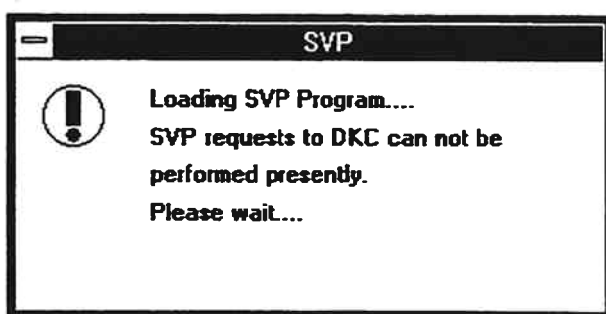 SVP
Loading SVP Program....
SVP requests to DKC can not be
performed presently.
Please wait....